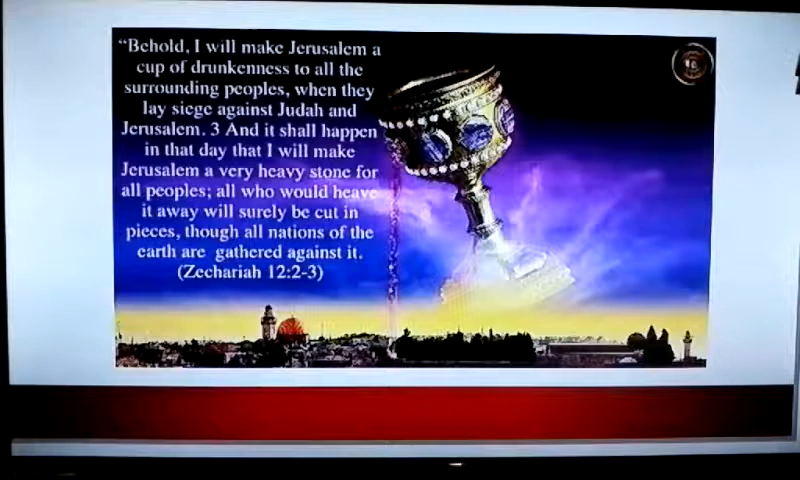 “Behold, I will make Jerusalem a
cup of drunkenness to all the
surrounding peoples, when they
lay siege against Judah and
Jerusalem. 3 And it shall happen
in that day that I will make
Jerusalem a very heavy stone for
all peoples; all who would heave
it away will surely be cut in
pieces, though all nations of the
earth are gathered against it.
(Zechariah 12:2-3)